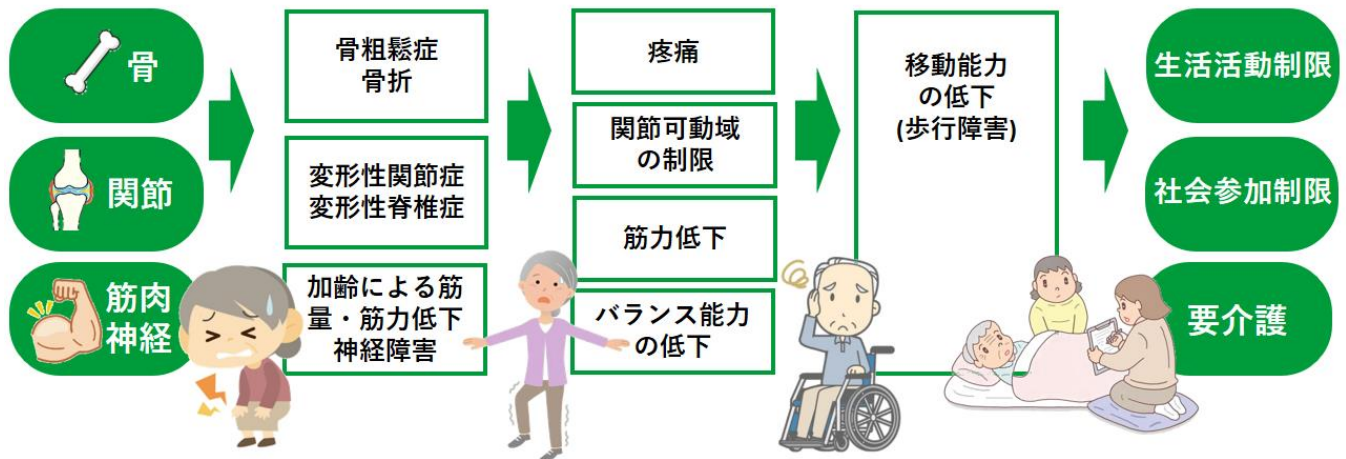 骨
関節
筋肉
神経
骨粗鬆症
骨折
変形性関節症
変形性脊椎症
加齢による筋
量・筋力低下
神経障害
疼痛
関節可動域
の制限
筋力低下
バランス能力
の低下
移動能力
の低下
(歩行障害)
生活活動制限
社会参加制限
要介護